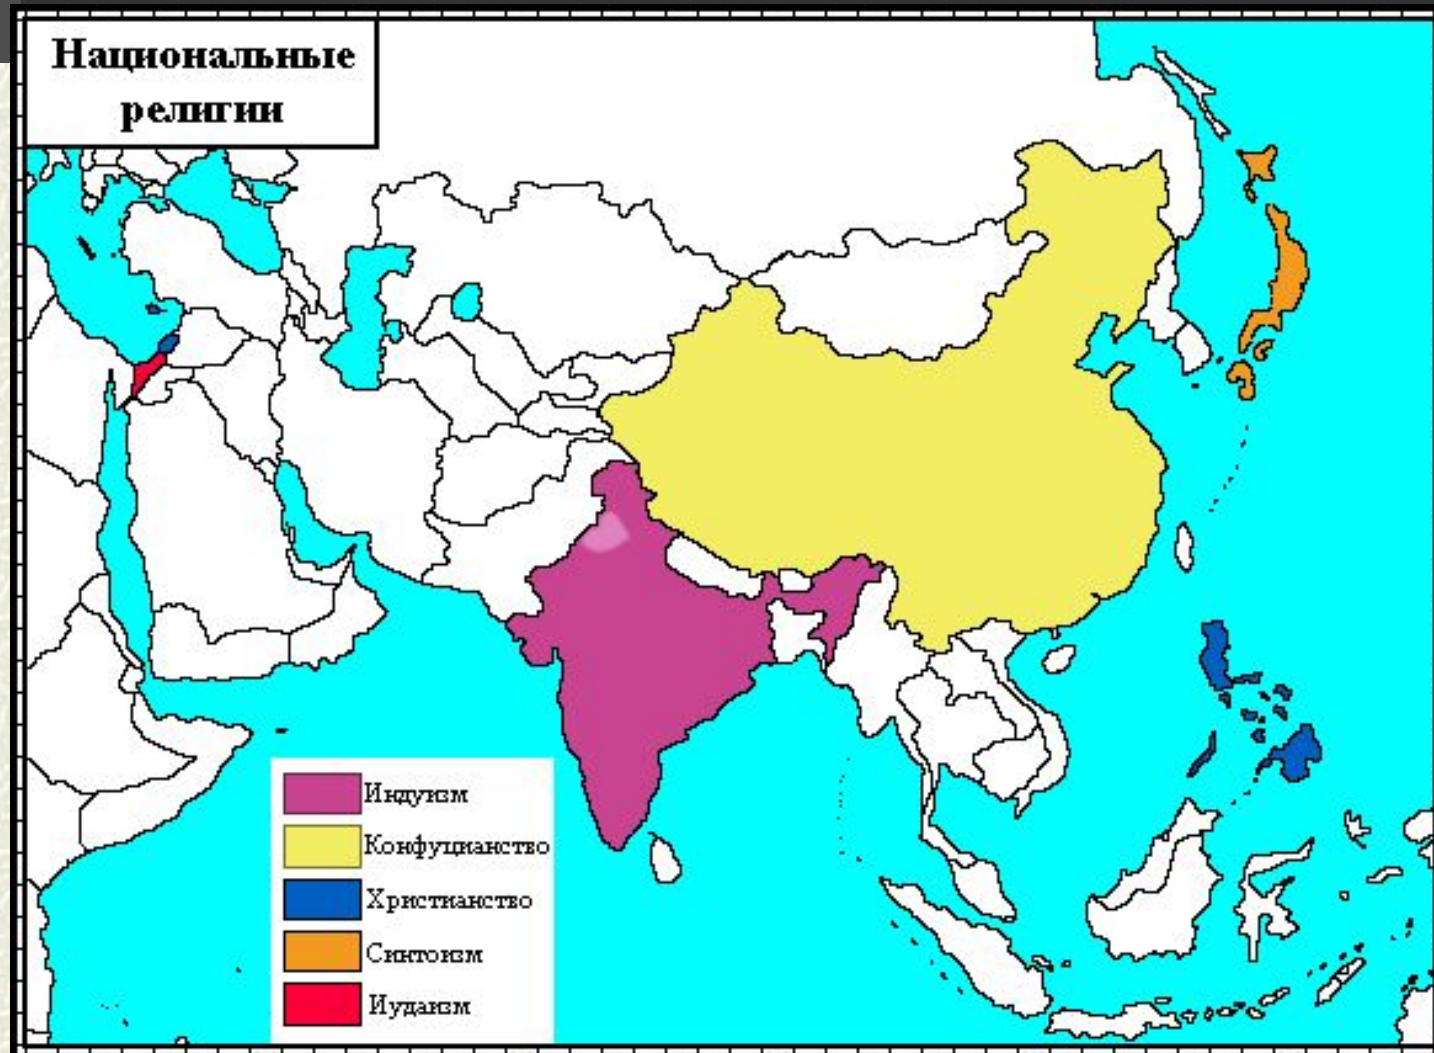 Национальные
религии
Индуизм
Конфуцианство
Христианство
Синтоизм
Иудаизм